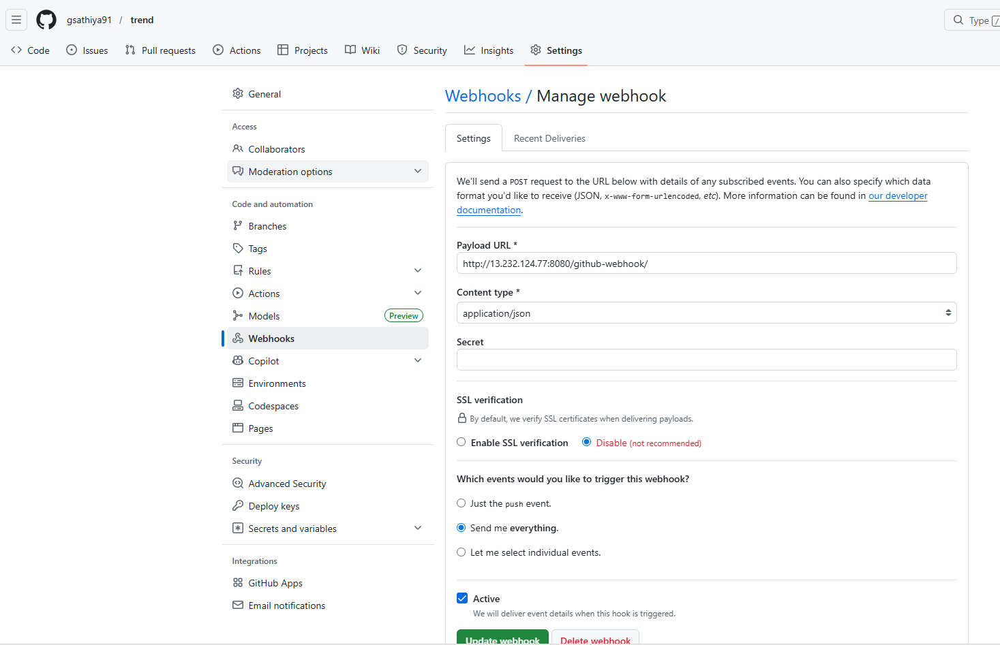 gsathiya91 / trend
Type /
Code Issues Pull requests Actions Projects Wiki Security Insights Settings
General
Access
Collaborators
Moderation options
Code and automation
Branches
Tags
Rules
Actions
Models Preview
Webhooks
Copilot
Environments
Codespaces
Pages
Security
Advanced Security
Deploy keys
Secrets and variables
Integrations
GitHub Apps
Email notifications
Webhooks / Manage webhook
Settings Recent Deliveries
We'll send a POST request to the URL below with details of any subscribed events. You can also specify which data
format you'd like to receive (JSON, x-www-form-urlencoded, etc). More information can be found in our developer
documentation.
Payload URL *
http://13.232.124.77:8080/github-webhook/
Content type *
application/json
Secret
SSL verification
By default, we verify SSL certificates when delivering payloads.
Enable SSL verification Disable (not recommended)
Which events would you like to trigger this webhook?
Just the push event.
Send me everything.
Let me select individual events.
Active
We will deliver event details when this hook is triggered.
Update webhook Delete webhook